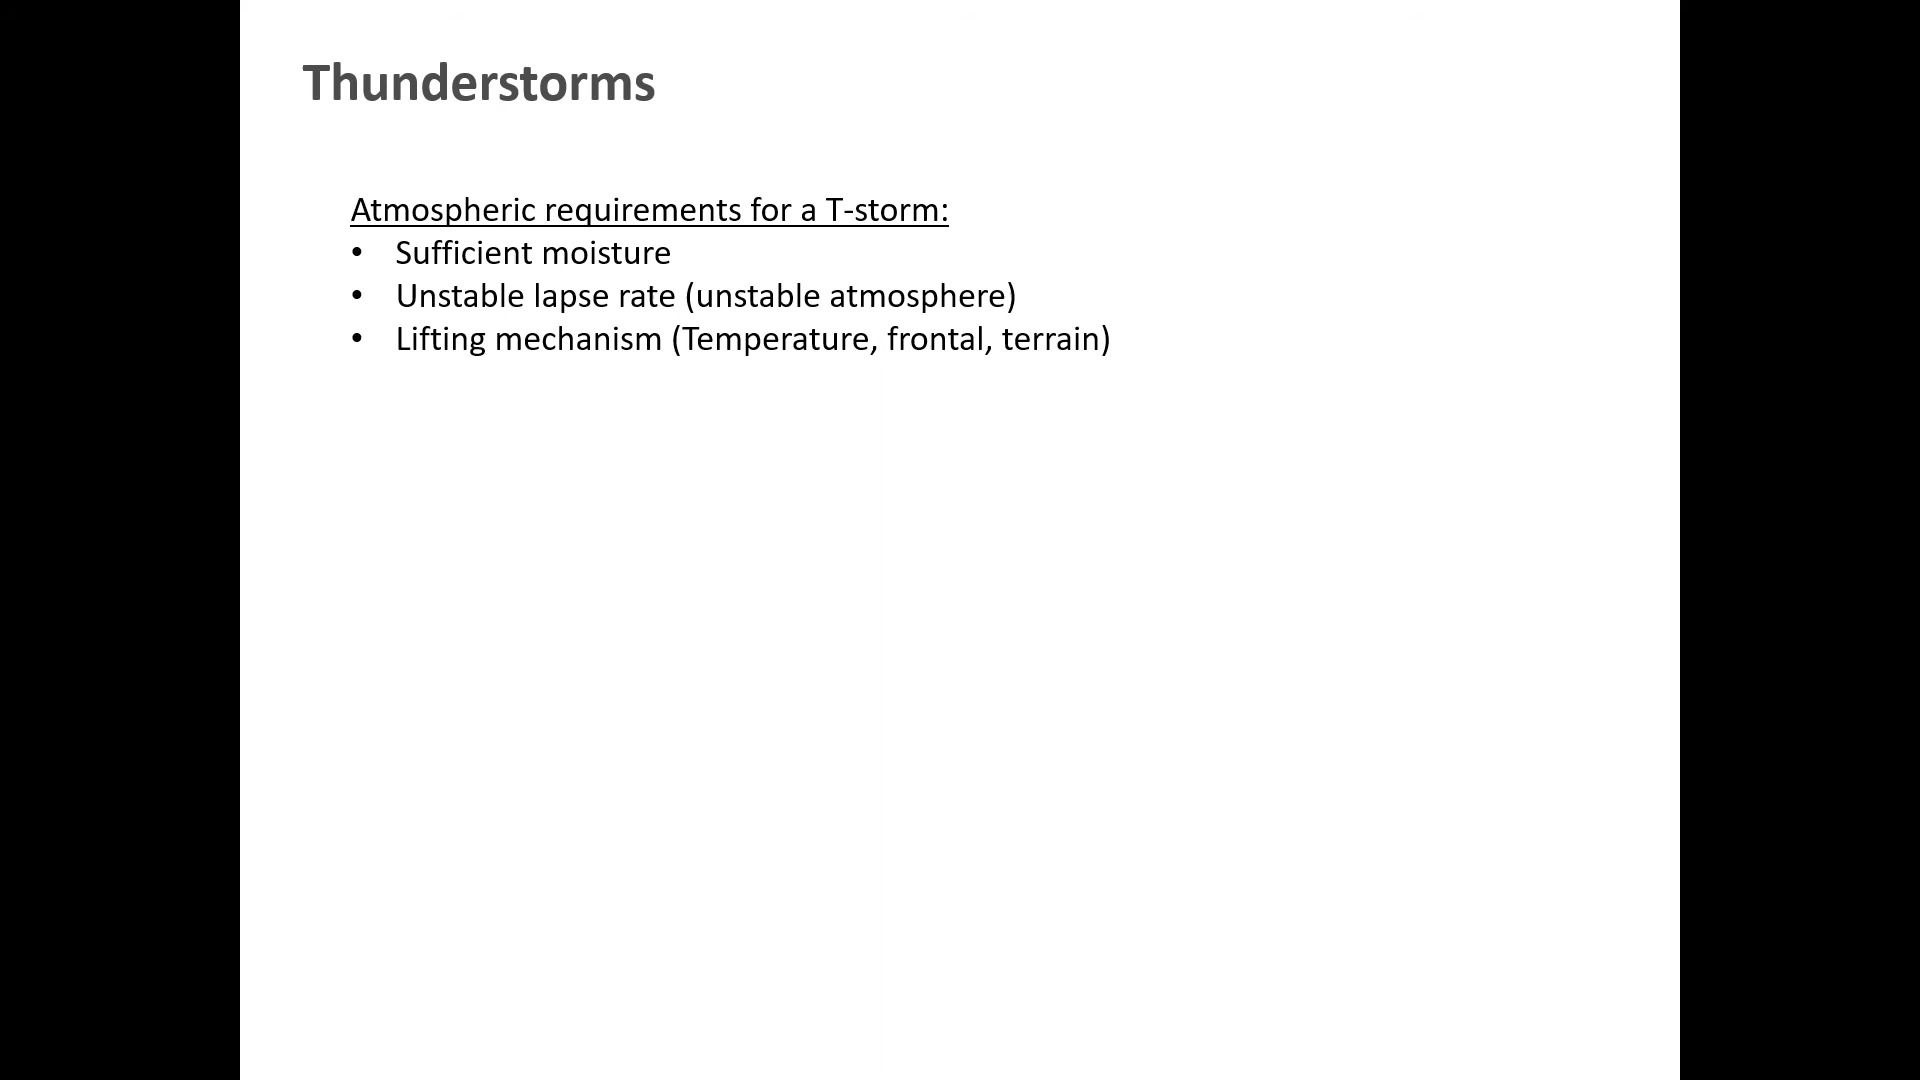 Thunderstorms
Atmospheric requirements for a T-storm:
• Sufficient moisture
• Unstable lapse rate (unstable atmosphere)
• Lifting mechanism (Temperature, frontal, terrain)